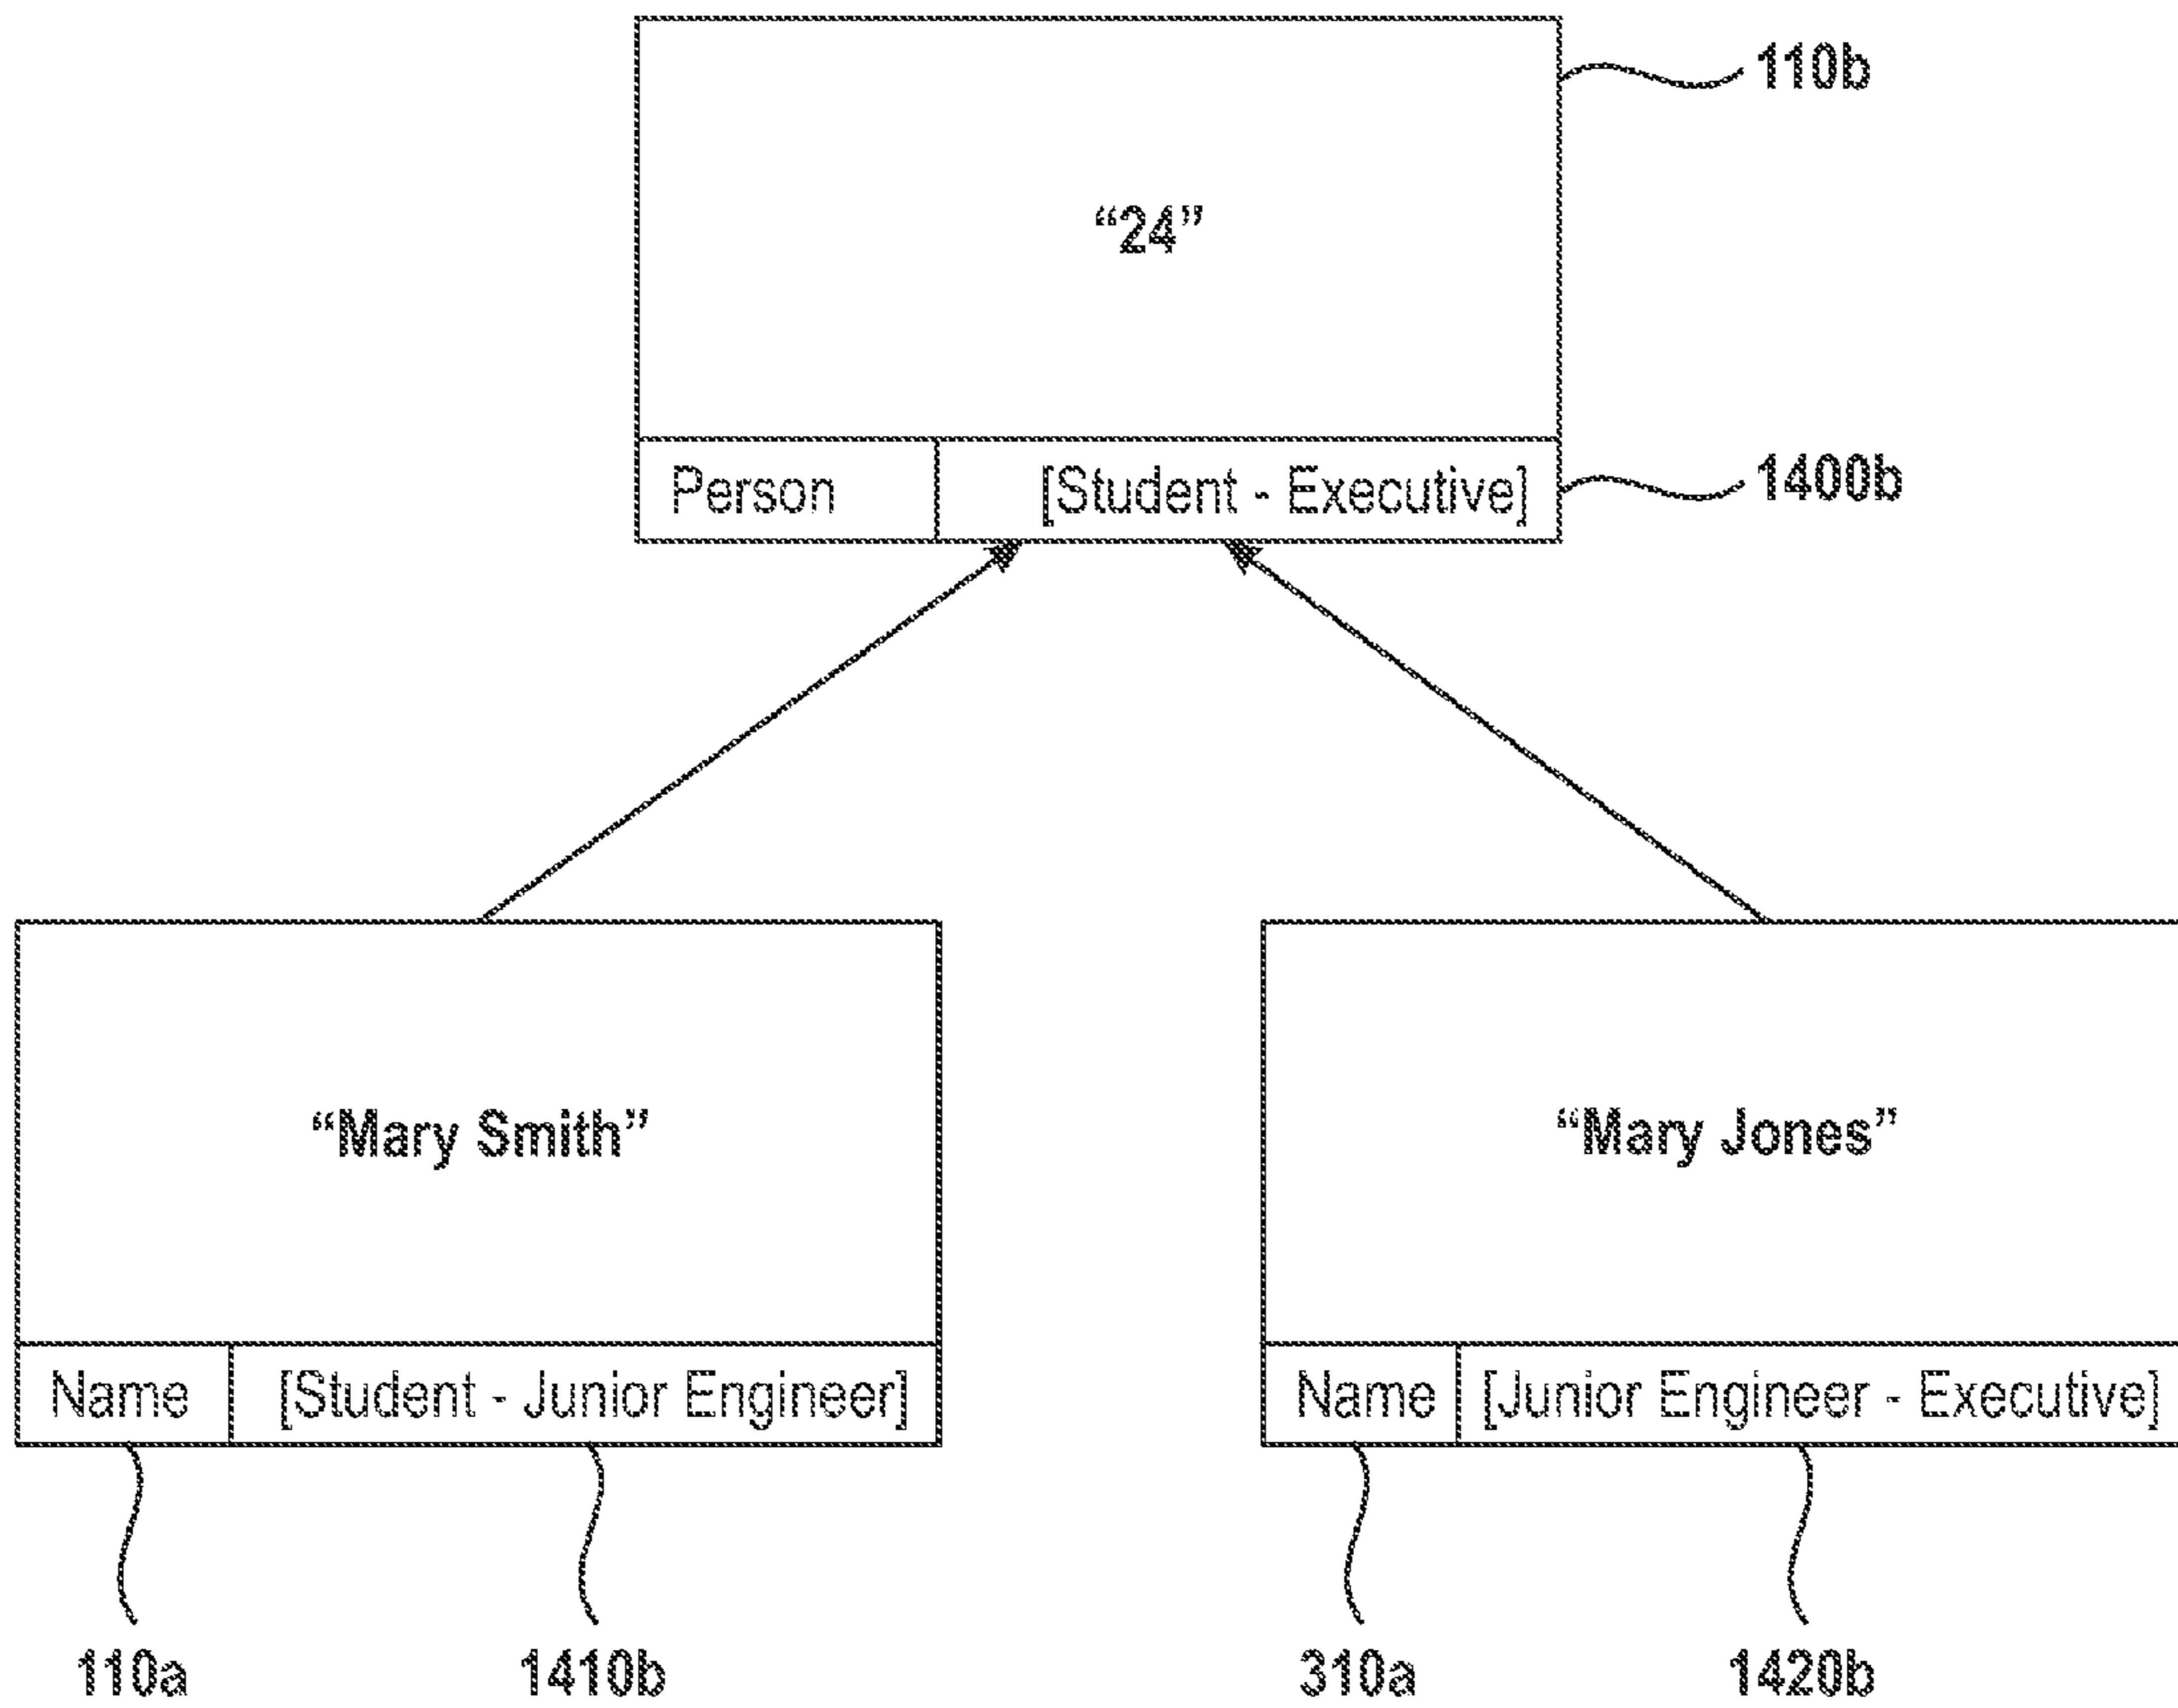 110b
“24”
Person [Student - Executive] 1400b
“Mary Smith” “Mary Jones”
Name [Student - Junior Engineer] Name [Junior Engineer - Executive]
110a 1410b 310a 1420b